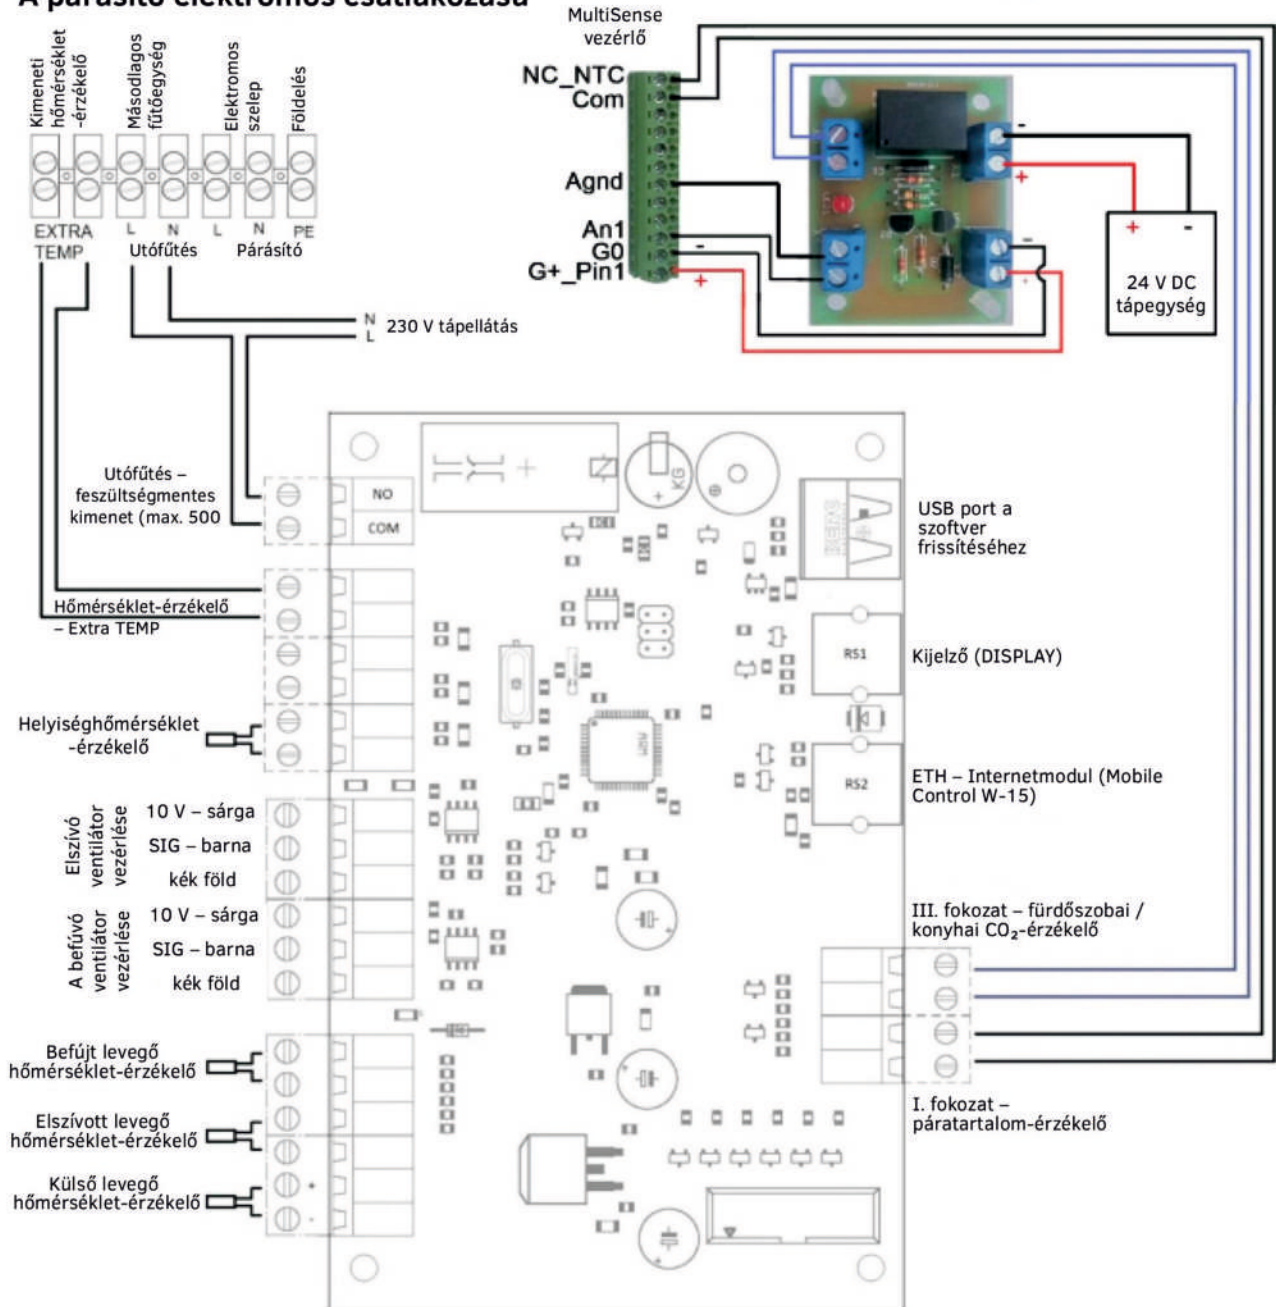 A párásító elektromos csatlakozása
MultiSense
vezérlő
Kimeneti
hőmérséklet
-érzékelő
Másodlagos
fűtőegység
Elektromos
szelep
Földelés
EXTRA
TEMP
L
N
L
N
PE
Utófűtés
Párásító
NC_NTC
Com
Agnd
An1
G0
G+_Pin1
-
+
-
+
-
+
+
-
24 V DC
tápegység
N
L
230 V tápellátás
Utófűtés –
feszültségmentes
kimenet (max. 500
NO
COM
KG
USB port a
szoftver
frissítéséhez
Hőmérséklet-érzékelő
– Extra TEMP
RS1
Kijelző (DISPLAY)
Helyiséghőmérséklet
-érzékelő
RS2
ETH – Internetmodul (Mobile
Control W-15)
Elszívó
ventilátor
vezérlése
10 V – sárga
SIG – barna
kék föld
A befúvó
ventilátor
vezérlése
10 V – sárga
SIG – barna
kék föld
III. fokozat – fürdőszobai /
konyhai CO₂-érzékelő
Befújt levegő
hőmérséklet-érzékelő
Elszívott levegő
hőmérséklet-érzékelő
Külső levegő
hőmérséklet-érzékelő
+
-
I. fokozat –
páratartalom-érzékelő